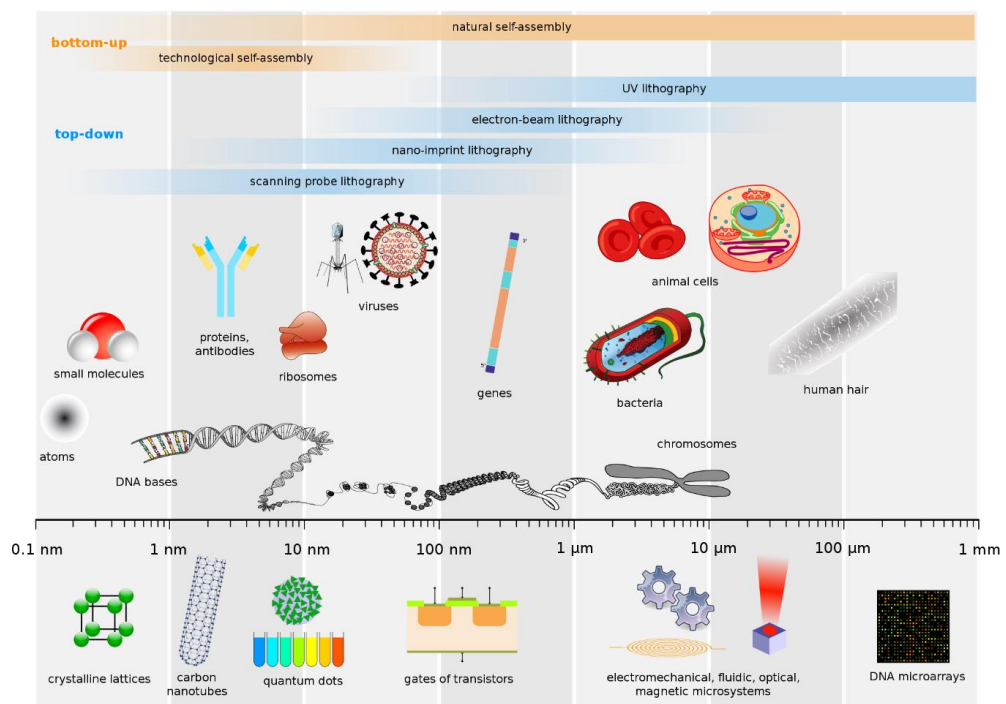 natural self-assembly
bottom-up
technological self-assembly
UV lithography
electron-beam lithography
top-down
nano-imprint lithography
scanning probe lithography
3'
animal cells
viruses
proteins,
antibodies
small molecules
ribosomes
5'
genes
human hair
bacteria
chromosomes
atoms
DNA bases
0.1 nm 1 nm 10 nm 100 nm 1 µm 10 µm 100 µm 1 mm
crystalline lattices
carbon
nanotubes
quantum dots
gates of transistors
electromechanical, fluidic, optical,
magnetic microsystems
DNA microarrays